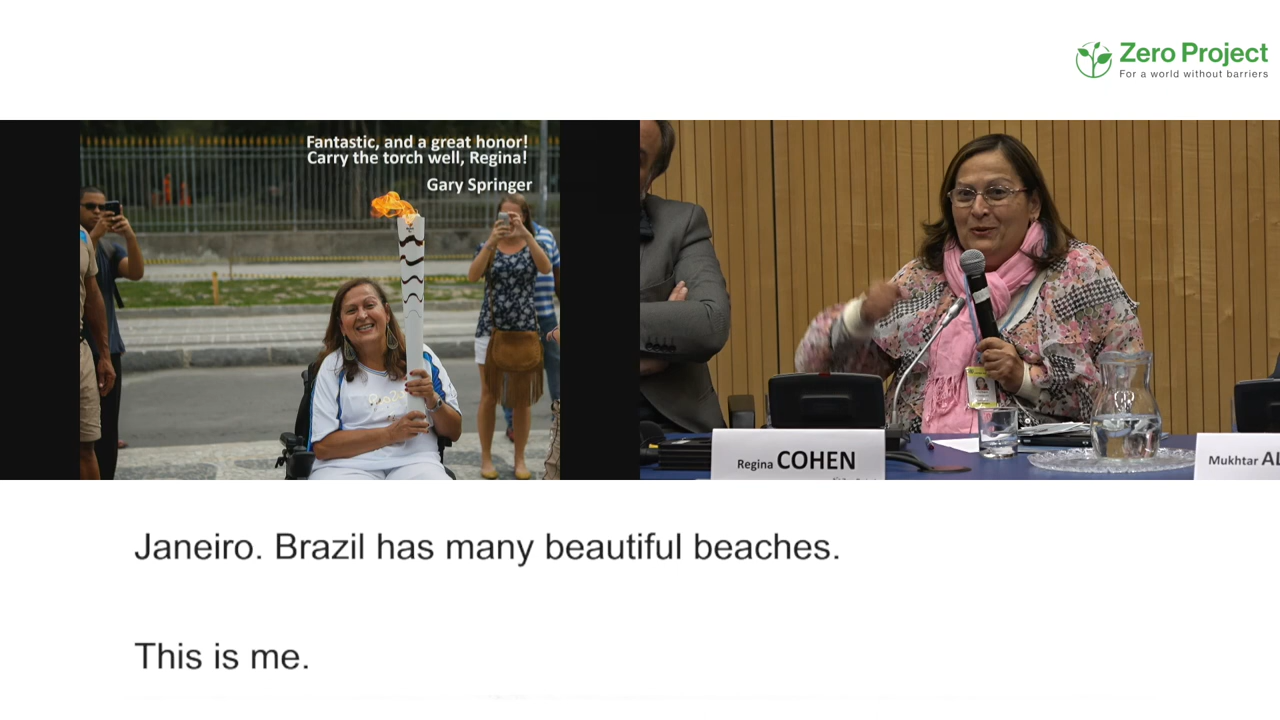 Zero Project
For a world without barriers
Fantastic, and a great honor!
Carry the torch well, Regina!
Gary Springer
Regina COHEN
Mukhtar AL
Janeiro. Brazil has many beautiful beaches.
This is me.